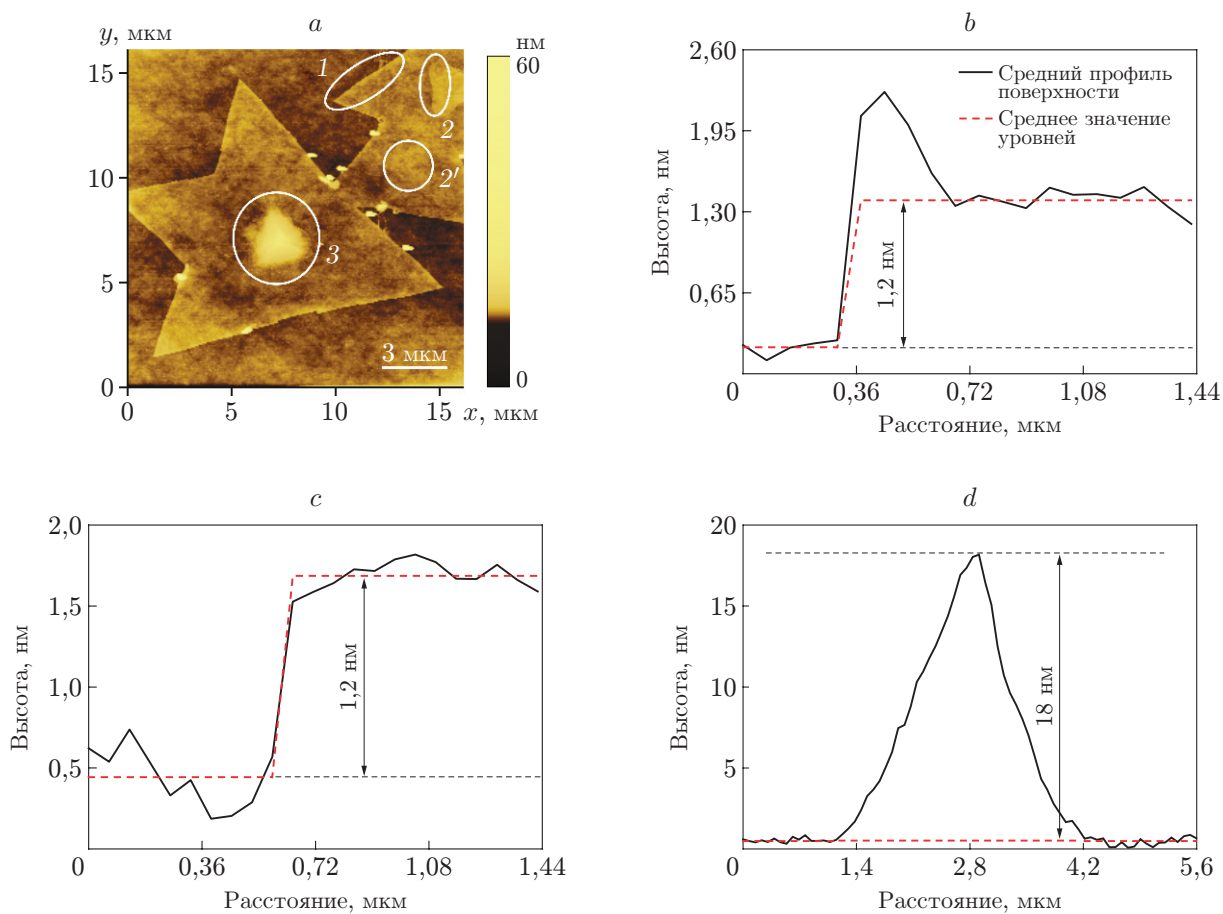 a
y, мкм
нм
15
10
5
0
0
5
10
15
x, мкм
60
0
1
2
2′
3
3 мкм
b
Высота, нм
2,60
1,95
1,30
0,65
0
0,36
0,72
1,08
1,44
Расстояние, мкм
Средний профиль
поверхности
Среднее значение
уровней
1,2 нм
c
Высота, нм
2,0
1,5
1,0
0,5
0
0,36
0,72
1,08
1,44
Расстояние, мкм
1,2 нм
d
Высота, нм
20
15
10
5
0
1,4
2,8
4,2
5,6
Расстояние, мкм
18 нм